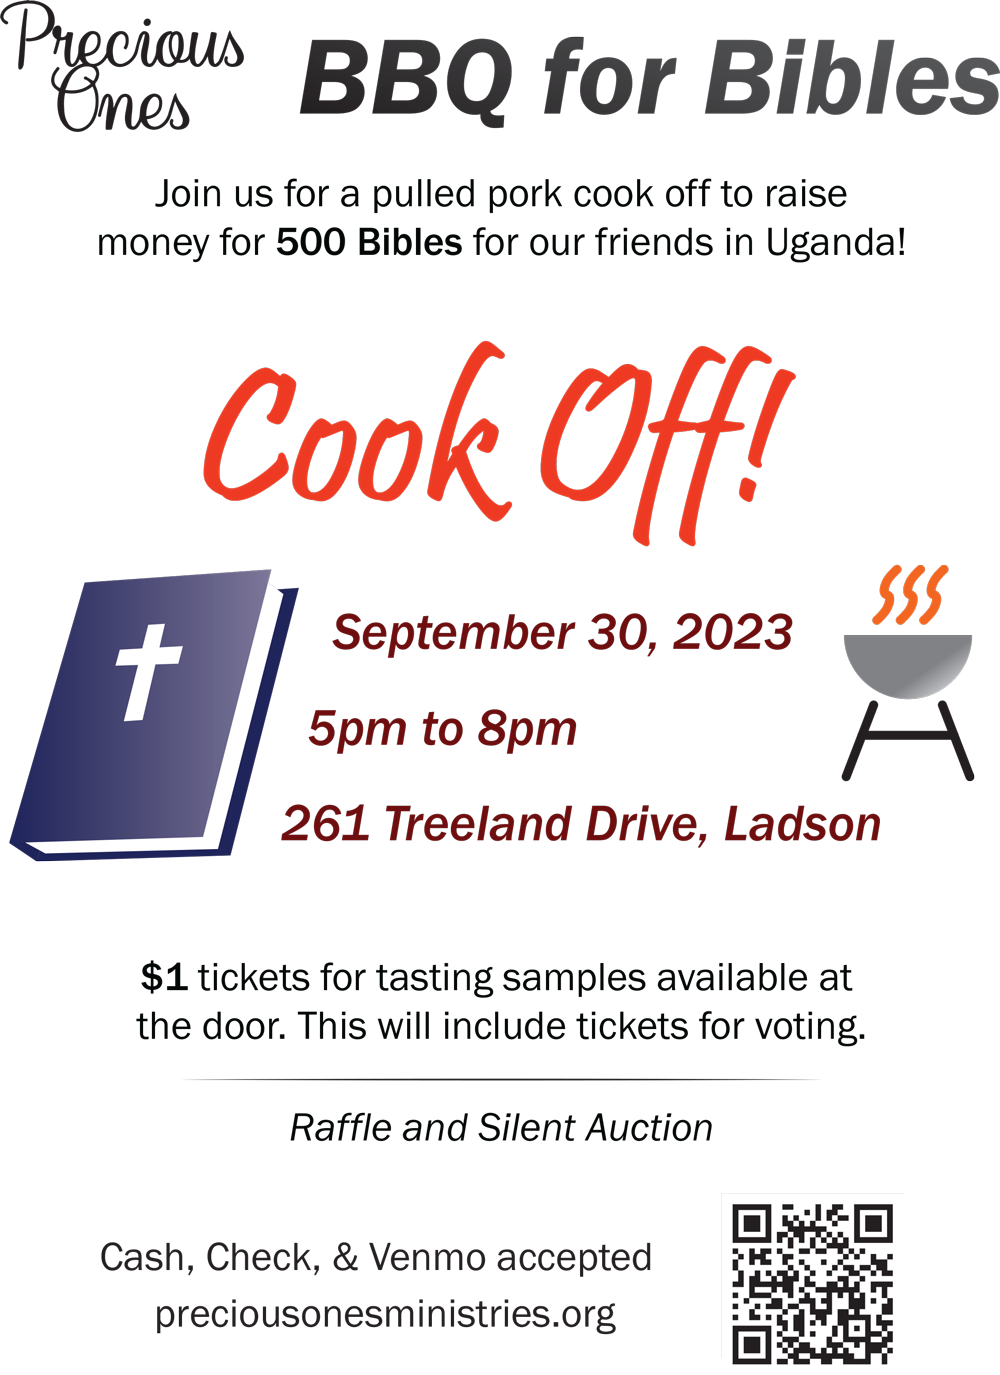 Precious
Ones
BBQ for Bibles
Join us for a pulled pork cook off to raise
money for 500 Bibles for our friends in Uganda!
Cook Off!
September 30, 2023
5pm to 8pm
261 Treeland Drive, Ladson
$1 tickets for tasting samples available at
the door. This will include tickets for voting.
Raffle and Silent Auction
Cash, Check, & Venmo accepted
preciousonesministries.org